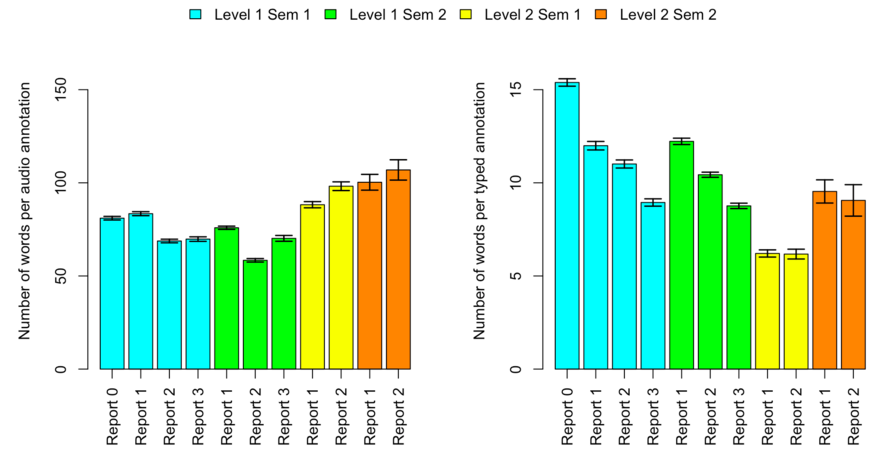 Level 1 Sem 1 Level 1 Sem 2 Level 2 Sem 1 Level 2 Sem 2
Number of words per audio annotation
150
100
50
0
Report 0
Report 1
Report 2
Report 3
Report 1
Report 2
Report 3
Report 1
Report 2
Report 1
Report 2
Number of words per typed annotation
15
10
5
0
Report 0
Report 1
Report 2
Report 3
Report 1
Report 2
Report 3
Report 1
Report 2
Report 1
Report 2